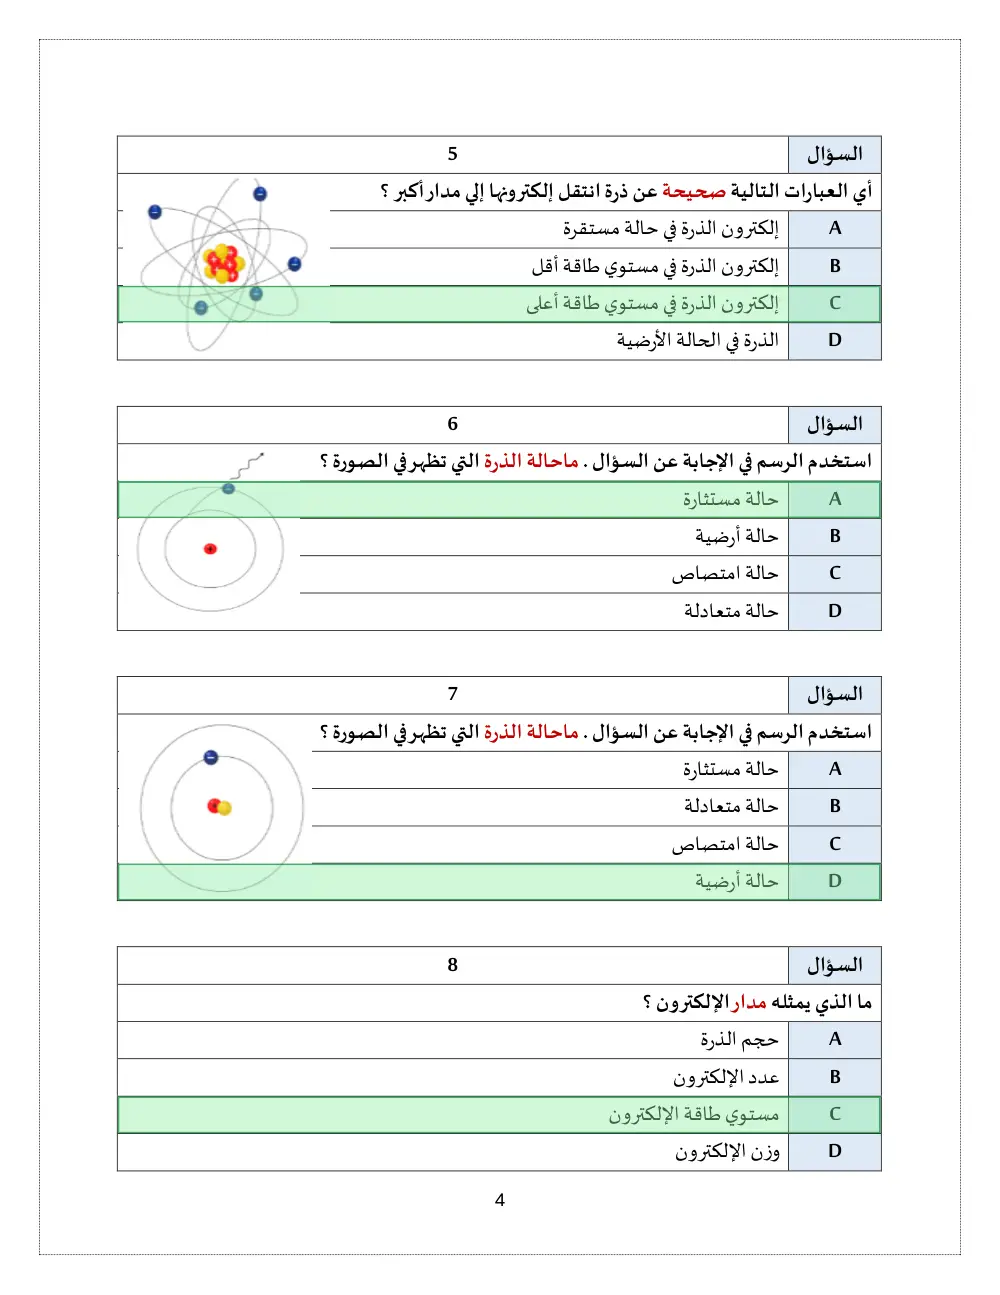 السؤال 5
أي العبارات التالية صحيحة عن ذرة انتقل إلكترونها إلي مدار أكبر ؟
A إلكترون الذرة في حالة مستقرة
B إلكترون الذرة في مستوي طاقة أقل
C إلكترون الذرة في مستوي طاقة أعلى
D الذرة في الحالة الأرضية
السؤال 6
استخدم الرسم في الإجابة عن السؤال . ماحالة الذرة التي تظهر في الصورة ؟
A حالة مستثارة
B حالة أرضية
C حالة امتصاص
D حالة متعادلة
السؤال 7
استخدم الرسم في الإجابة عن السؤال . ماحالة الذرة التي تظهر في الصورة ؟
A حالة مستثارة
B حالة متعادلة
C حالة امتصاص
D حالة أرضية
السؤال 8
ما الذي يمثله مدار الإلكترون ؟
A حجم الذرة
B عدد الإلكترون
C مستوي طاقة الإلكترون
D وزن الإلكترون
4